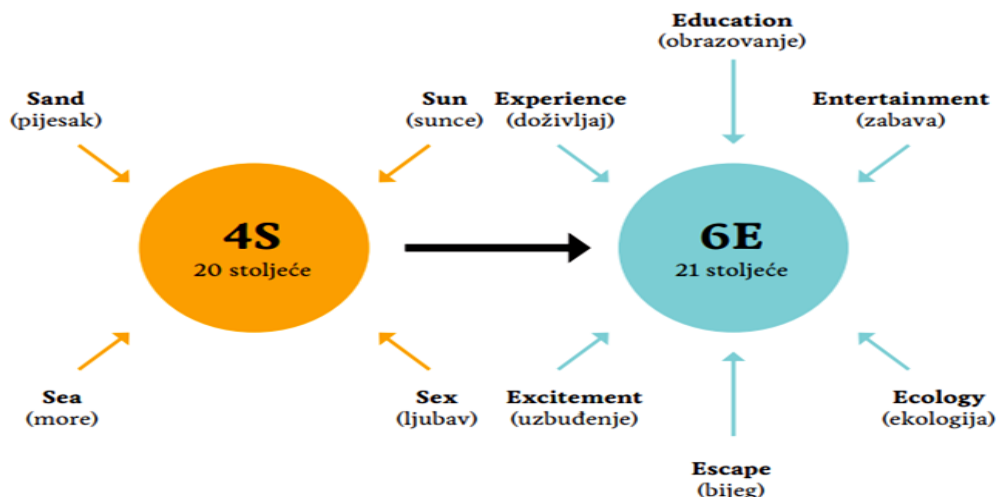 Education
(obrazovanje)
Sand
(pijesak)
Sun
(sunce)
Experience
(doživljaj)
Entertainment
(zabava)
4S
20 stoljeće
6E
21 stoljeće
Sea
(more)
Sex
(ljubav)
Excitement
(uzbuđenje)
Ecology
(ekologija)
Escape
(bijeg)